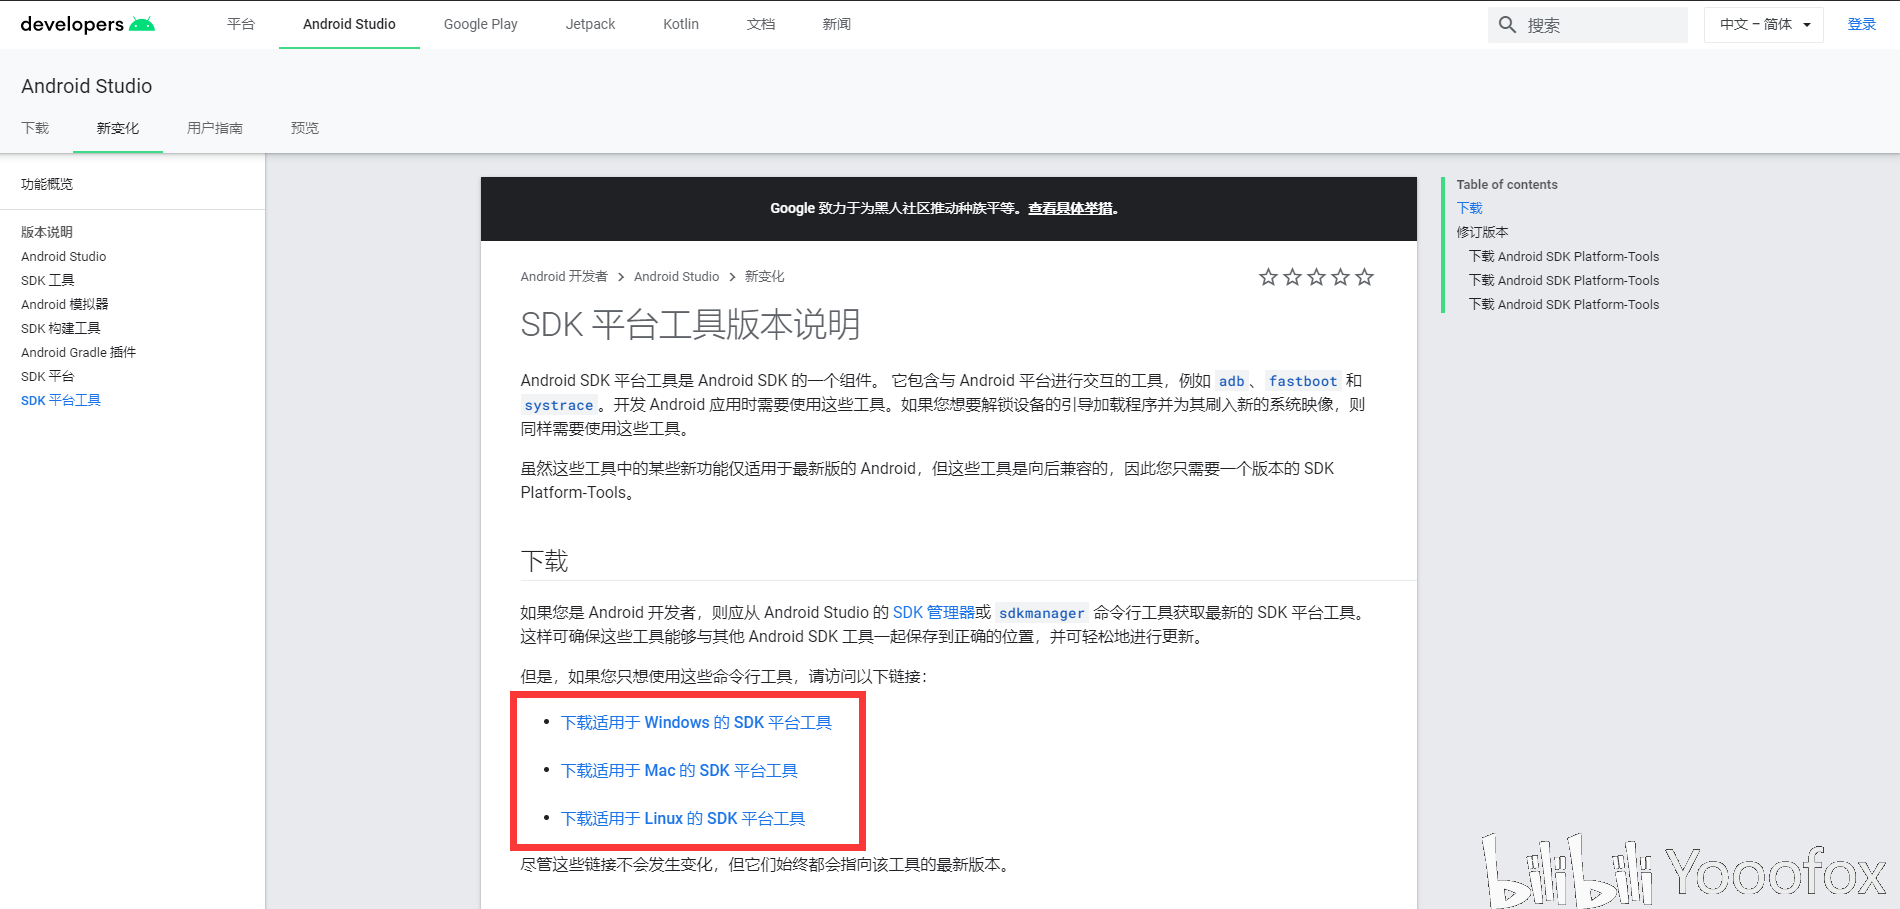 developers
平台
Android Studio
Google Play
Jetpack
Kotlin
文档
新闻
搜索
中文 – 简体
登录
Android Studio
下载
新变化
用户指南
预览
功能概览
版本说明
Android Studio
SDK 工具
Android 模拟器
SDK 构建工具
Android Gradle 插件
SDK 平台
SDK 平台工具
Google 致力于为黑人社区推动种族平等。查看具体举措。
Android 开发者 > Android Studio > 新变化
SDK 平台工具版本说明
Android SDK 平台工具是 Android SDK 的一个组件。 它包含与 Android 平台进行交互的工具，例如 adb、fastboot 和
systrace。开发 Android 应用时需要使用这些工具。如果您想要解锁设备的引导加载程序并为其刷入新的系统映像，则
同样需要使用这些工具。
虽然这些工具中的某些新功能仅适用于最新版的 Android，但这些工具是向后兼容的，因此您只需要一个版本的 SDK
Platform-Tools。
下载
如果您是 Android 开发者，则应从 Android Studio 的 SDK 管理器或 sdkmanager 命令行工具获取最新的 SDK 平台工具。
这样可确保这些工具能够与其他 Android SDK 工具一起保存到正确的位置，并可轻松地进行更新。
但是，如果您只想使用这些命令行工具，请访问以下链接：
• 下载适用于 Windows 的 SDK 平台工具
• 下载适用于 Mac 的 SDK 平台工具
• 下载适用于 Linux 的 SDK 平台工具
尽管这些链接不会发生变化，但它们始终都会指向该工具的最新版本。
Table of contents
下载
修订版本
下载 Android SDK Platform-Tools
下载 Android SDK Platform-Tools
下载 Android SDK Platform-Tools
bilibili Yooofox